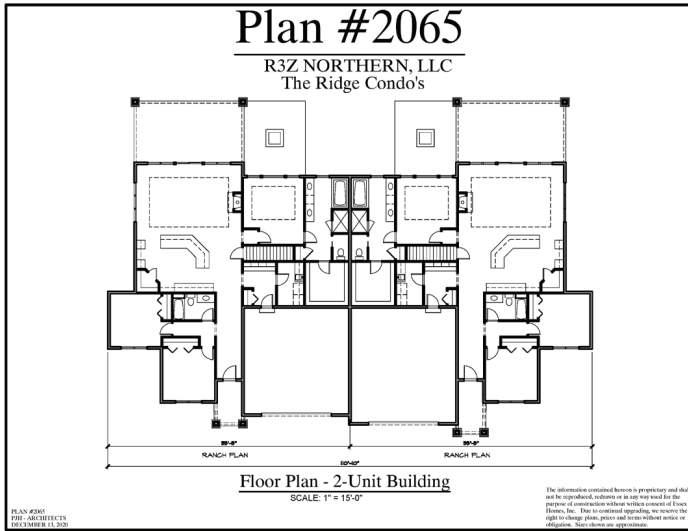 Plan #2065
R3Z NORTHERN, LLC
The Ridge Condo's
RANCH PLAN
RANCH PLAN
Floor Plan - 2-Unit Building
SCALE: 1" = 15'-0"
PLAN #2065
PJH - ARCHITECTS
DECEMBER 13, 2020
The information contained hereon is proprietary and shall
not be reproduced, redrawn or in any way used for the
purpose of construction without written consent of Essex
Homes, Inc. Due to continual upgrading, we reserve the
right to change plans, prices and terms without notice or
obligation. Sizes shown are approximate.